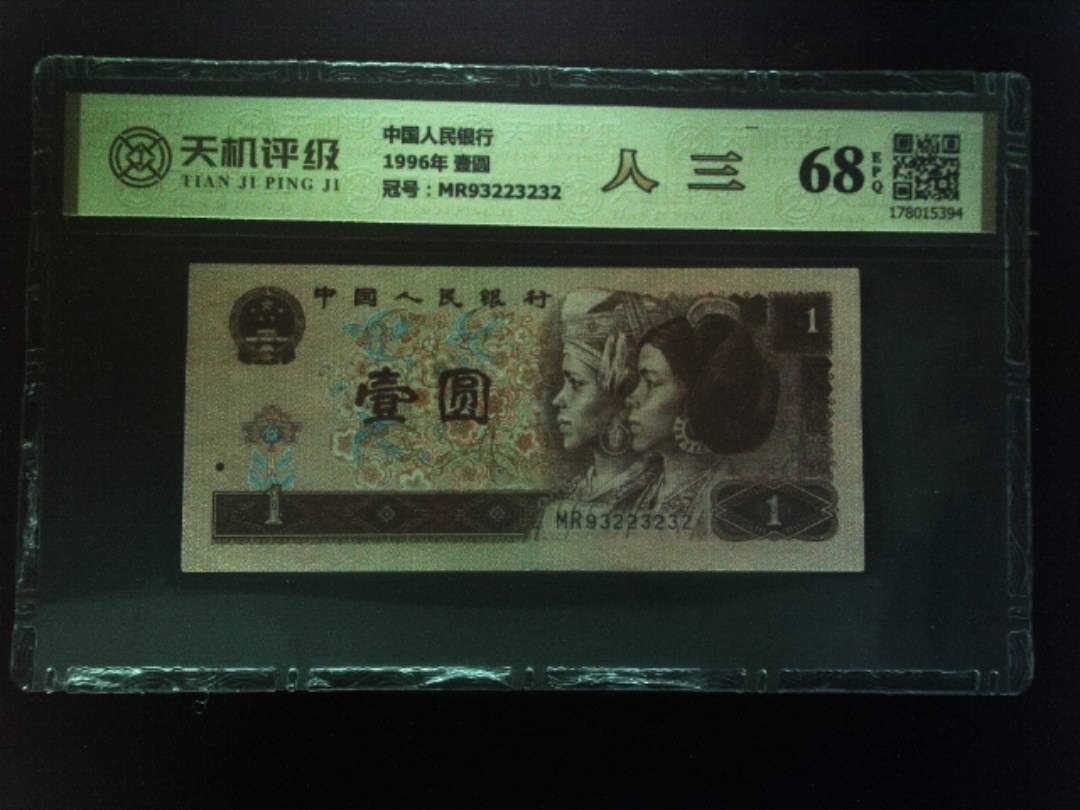 天机评级
TIAN JI PING JI
中国人民银行
1996年 壹圆
冠号：MR93223232
人 三
68
EPQ
178015394
中国人民銀行
1
壹圆
1
MR93223232
1